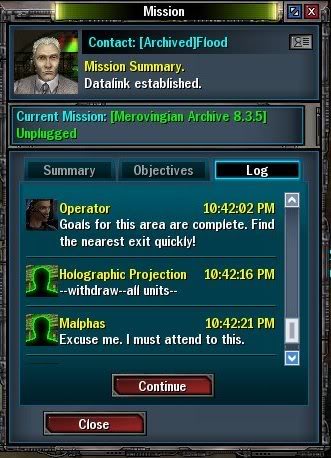 Mission
Contact: [Archived]Flood
Mission Summary.
Datalink established.
Current Mission: [Merovingian Archive 8.3.5]
Unplugged
Summary Objectives Log
Operator 10:42:02 PM
Goals for this area are complete. Find
the nearest exit quickly!
Holographic Projection 10:42:16 PM
--withdraw--all units--
Malphas 10:42:21 PM
Excuse me. I must attend to this.
Continue
Close